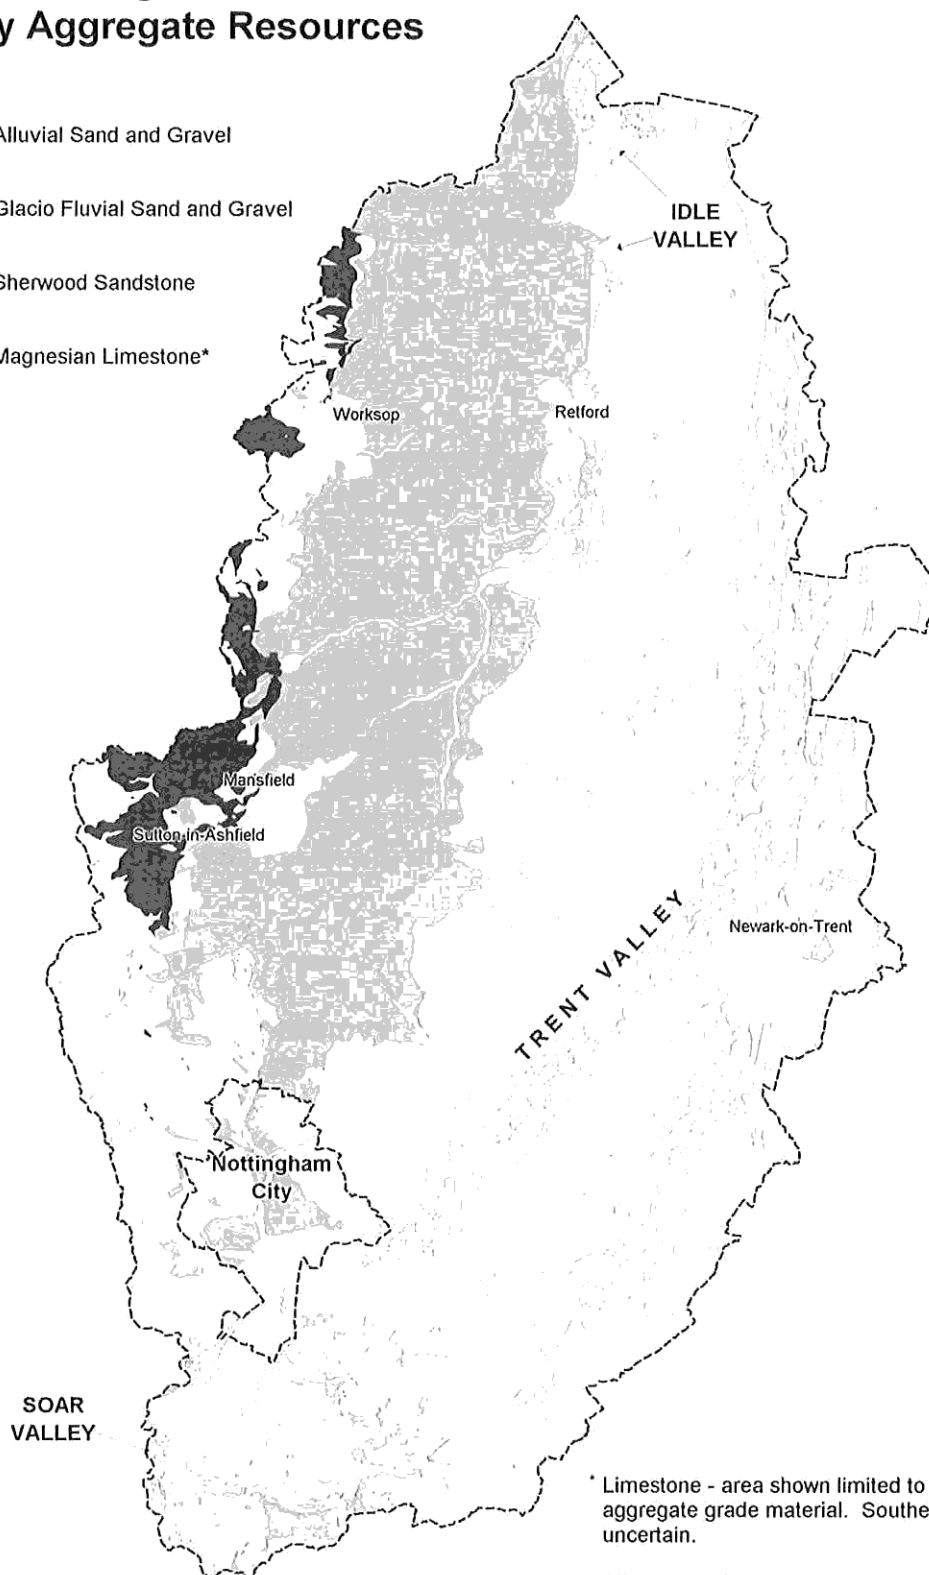 y Aggregate Resources
Alluvial Sand and Gravel
Glacio Fluvial Sand and Gravel
Sherwood Sandstone
Magnesian Limestone*
IDLE
VALLEY
Worksop
Retford
Mansfield
Sutton-in-Ashfield
TRENT VALLEY
Newark-on-Trent
Nottingham
City
SOAR
VALLEY
* Limestone - area shown limited to
aggregate grade material. Southe
uncertain.